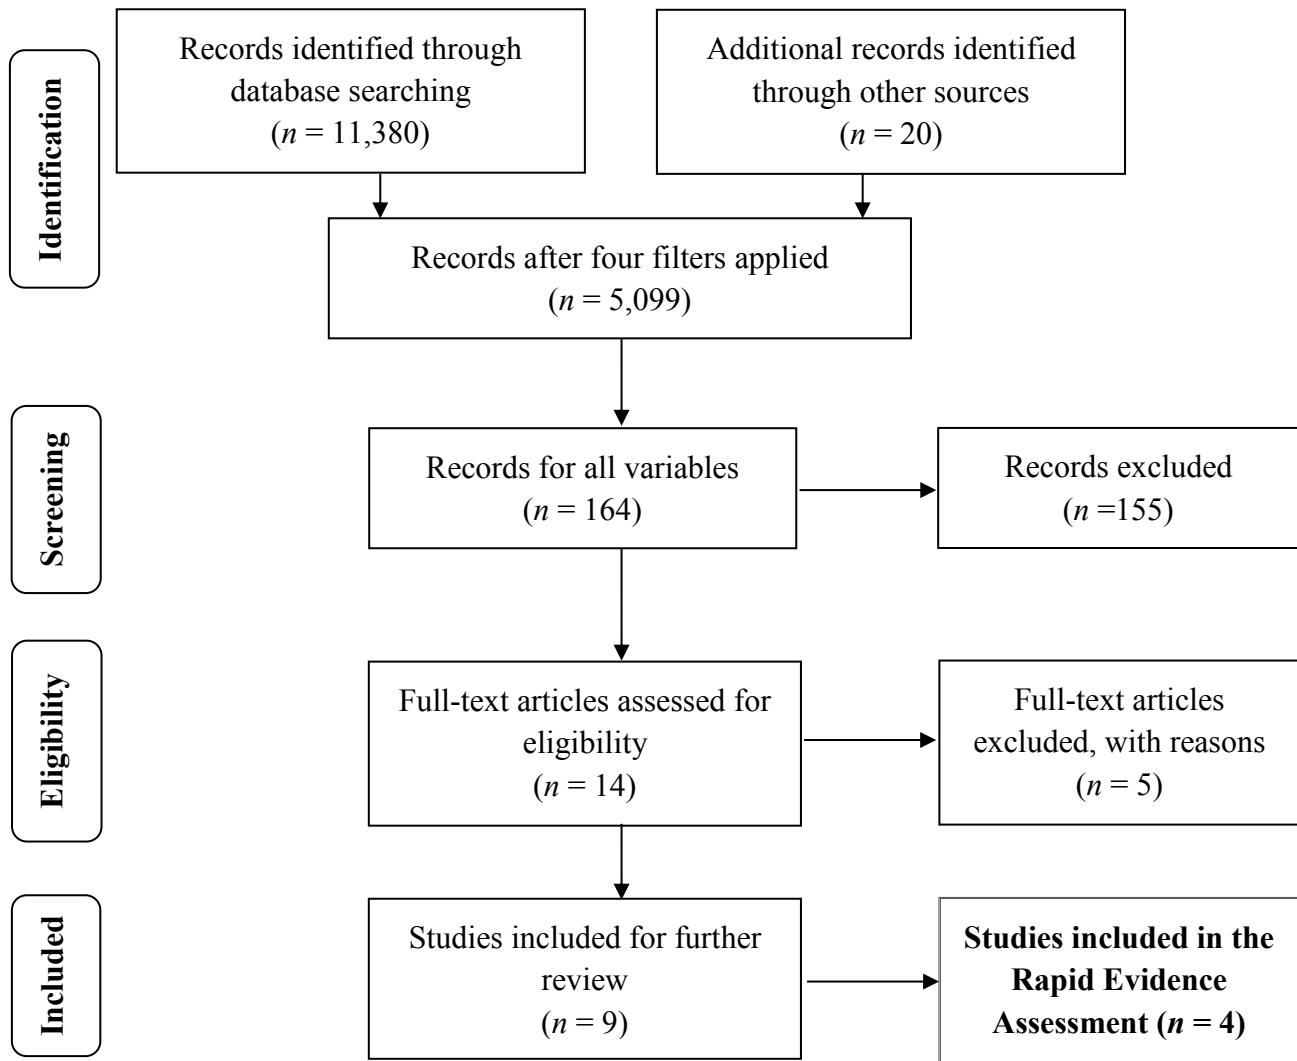 Identification
Records identified through
database searching
(n = 11,380)
Additional records identified
through other sources
(n = 20)
Records after four filters applied
(n = 5,099)
Screening
Records for all variables
(n = 164)
Records excluded
(n =155)
Eligibility
Full-text articles assessed for
eligibility
(n = 14)
Full-text articles
excluded, with reasons
(n = 5)
Included
Studies included for further
review
(n = 9)
Studies included in the
Rapid Evidence
Assessment (n = 4)